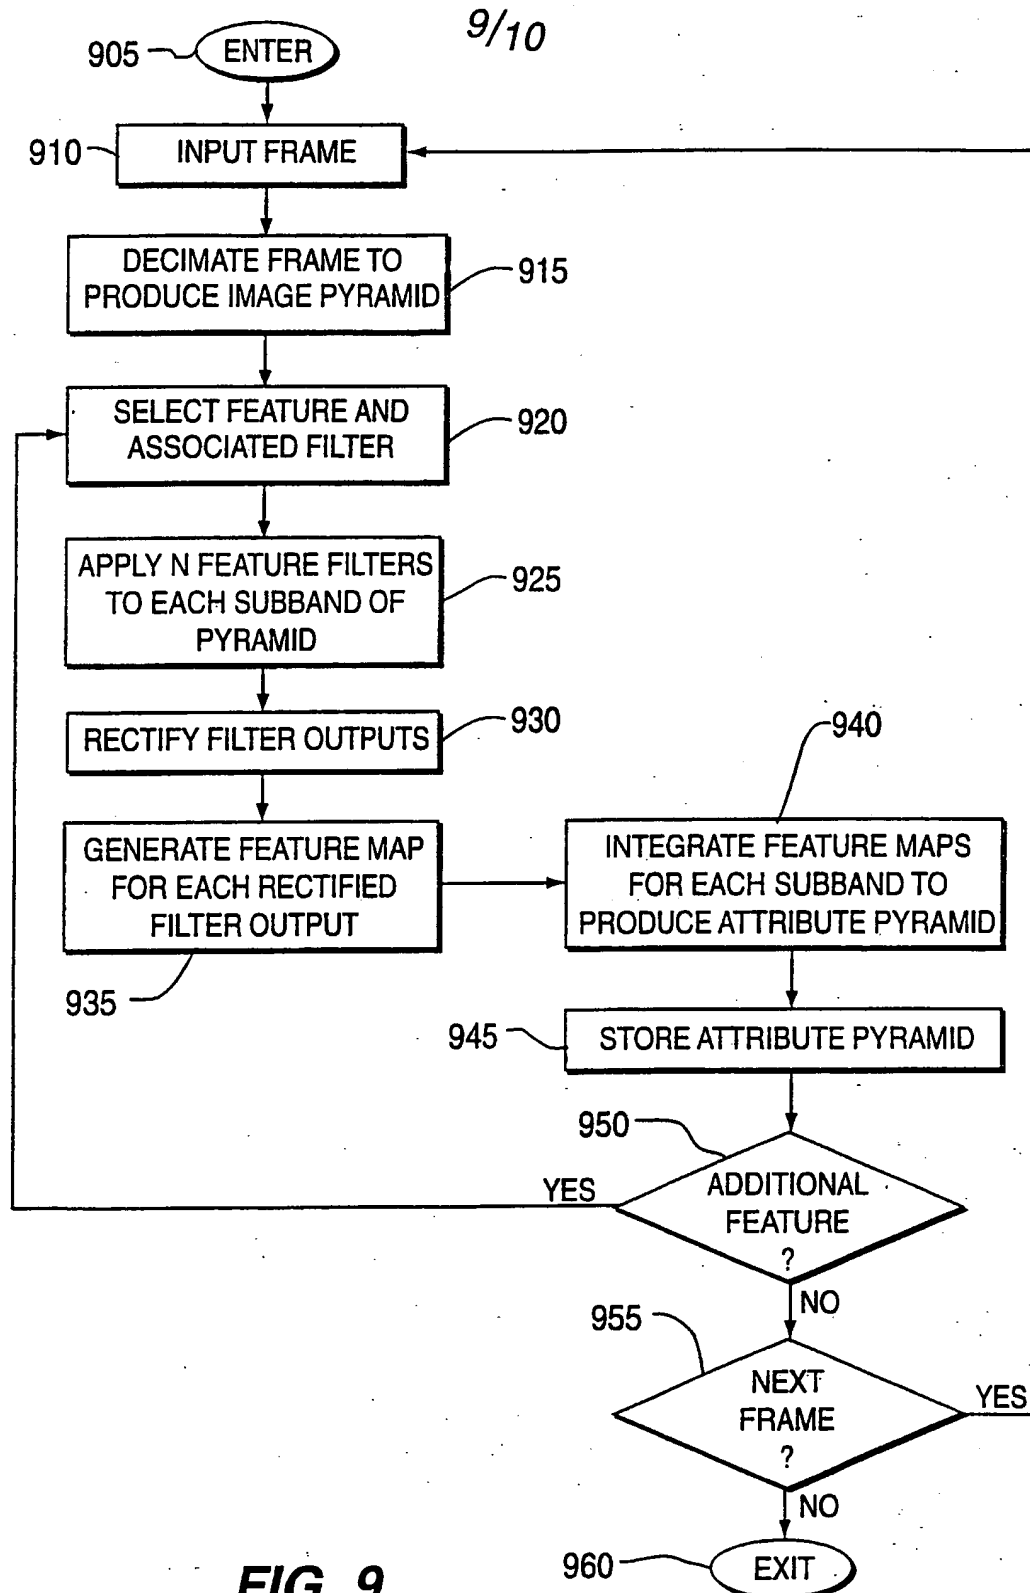 9/10
905
ENTER
910
INPUT FRAME
DECIMATE FRAME TO
PRODUCE IMAGE PYRAMID
915
SELECT FEATURE AND
ASSOCIATED FILTER
920
APPLY N FEATURE FILTERS
TO EACH SUBBAND OF
PYRAMID
925
RECTIFY FILTER OUTPUTS
930
GENERATE FEATURE MAP
FOR EACH RECTIFIED
FILTER OUTPUT
935
940
INTEGRATE FEATURE MAPS
FOR EACH SUBBAND TO
PRODUCE ATTRIBUTE PYRAMID
945
STORE ATTRIBUTE PYRAMID
950
ADDITIONAL
FEATURE
?
YES
NO
955
NEXT
FRAME
?
YES
NO
960
EXIT
FIG. 9